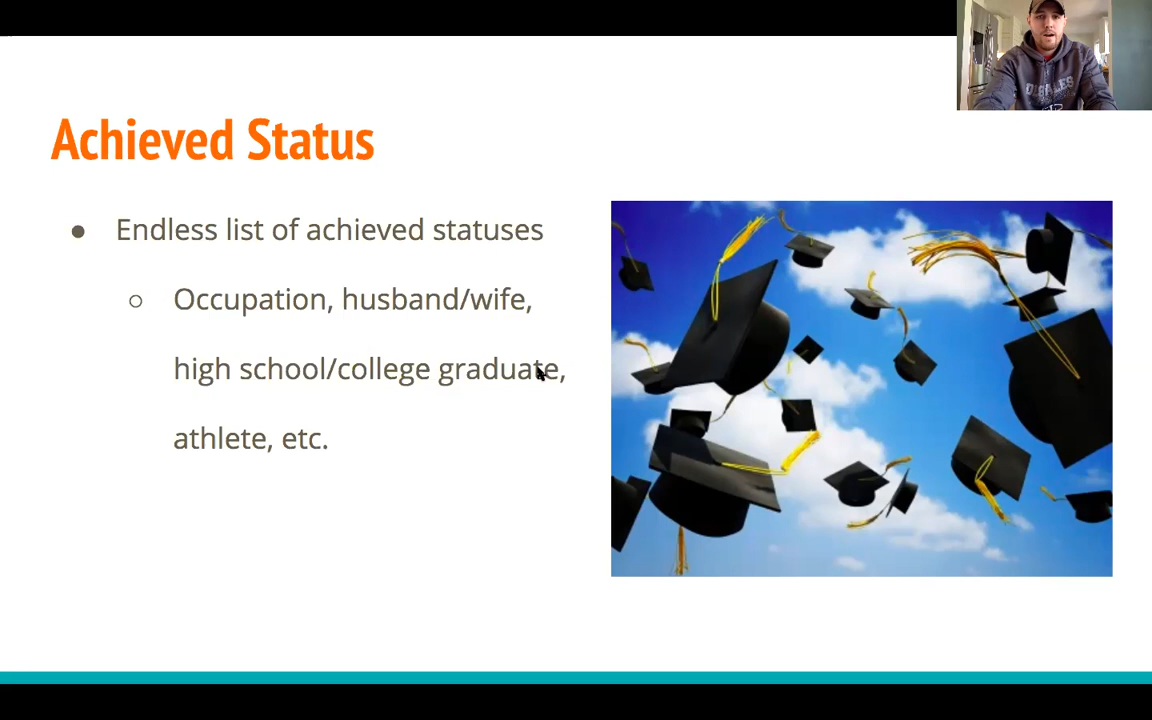 Achieved Status
● Endless list of achieved statuses
○ Occupation, husband/wife,
high school/college graduate,
athlete, etc.